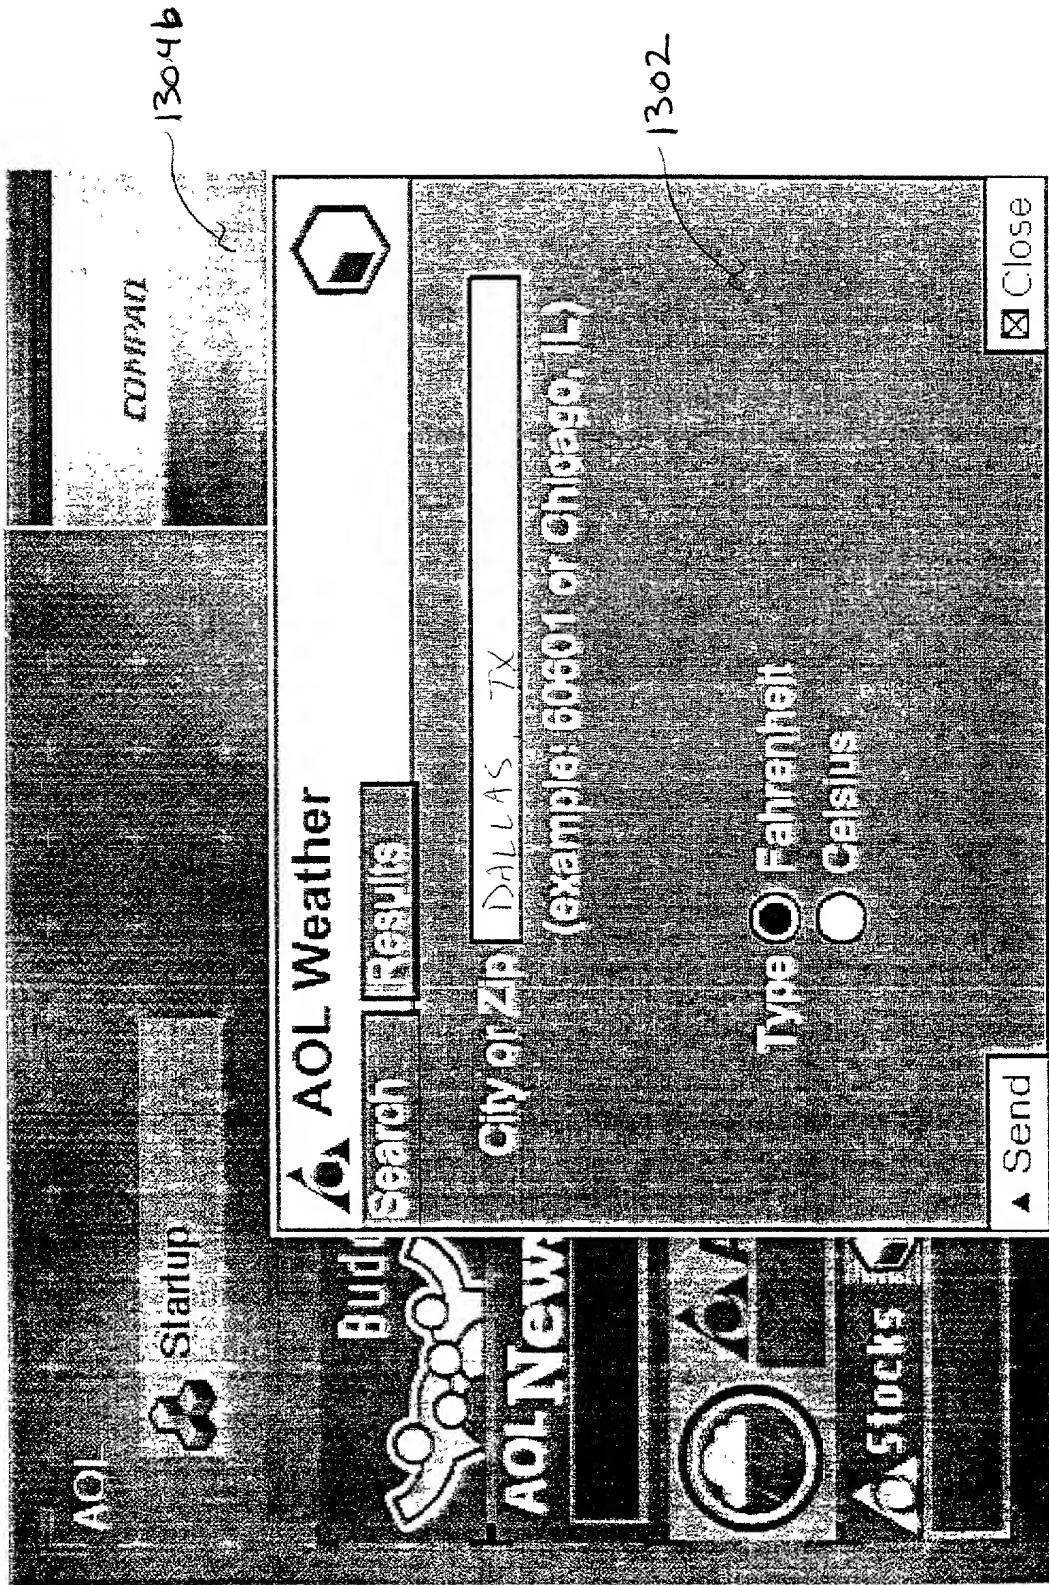 AOL
Startup
COMPAQ
1304b
AOL Weather
Search Results
City or Zip DALLAS, TX
(example: 60601 or Chicago, IL)
1302
Type Fahrenheit
Celsius
Send
Close
Budd
AOL New
A
Stocks